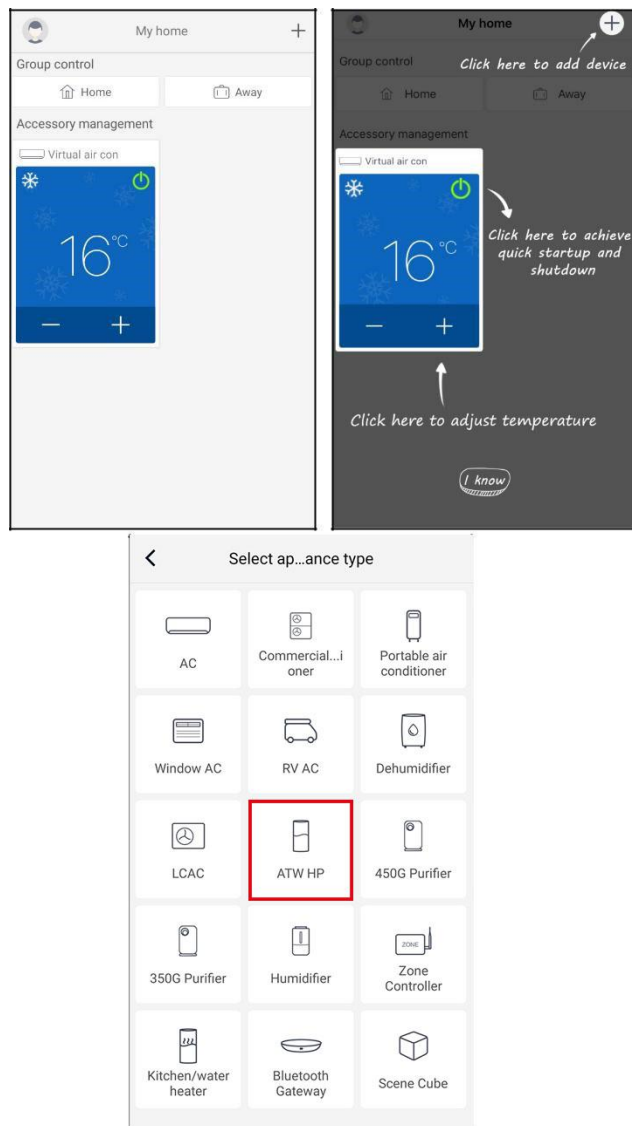 My home
+
Group control
Home
Away
Accessory management
Virtual air con
16°C
− +
My home
+
Click here to add device
Group control
Home
Away
Accessory management
Virtual air con
16°C
− +
Click here to achieve
quick startup and
shutdown
Click here to adjust temperature
I know
Select ap...ance type
AC
Commercial...i
oner
Portable air
conditioner
Window AC
RV AC
Dehumidifier
LCAC
ATW HP
450G Purifier
350G Purifier
Humidifier
ZONE
Zone
Controller
Kitchen/water
heater
Bluetooth
Gateway
Scene Cube